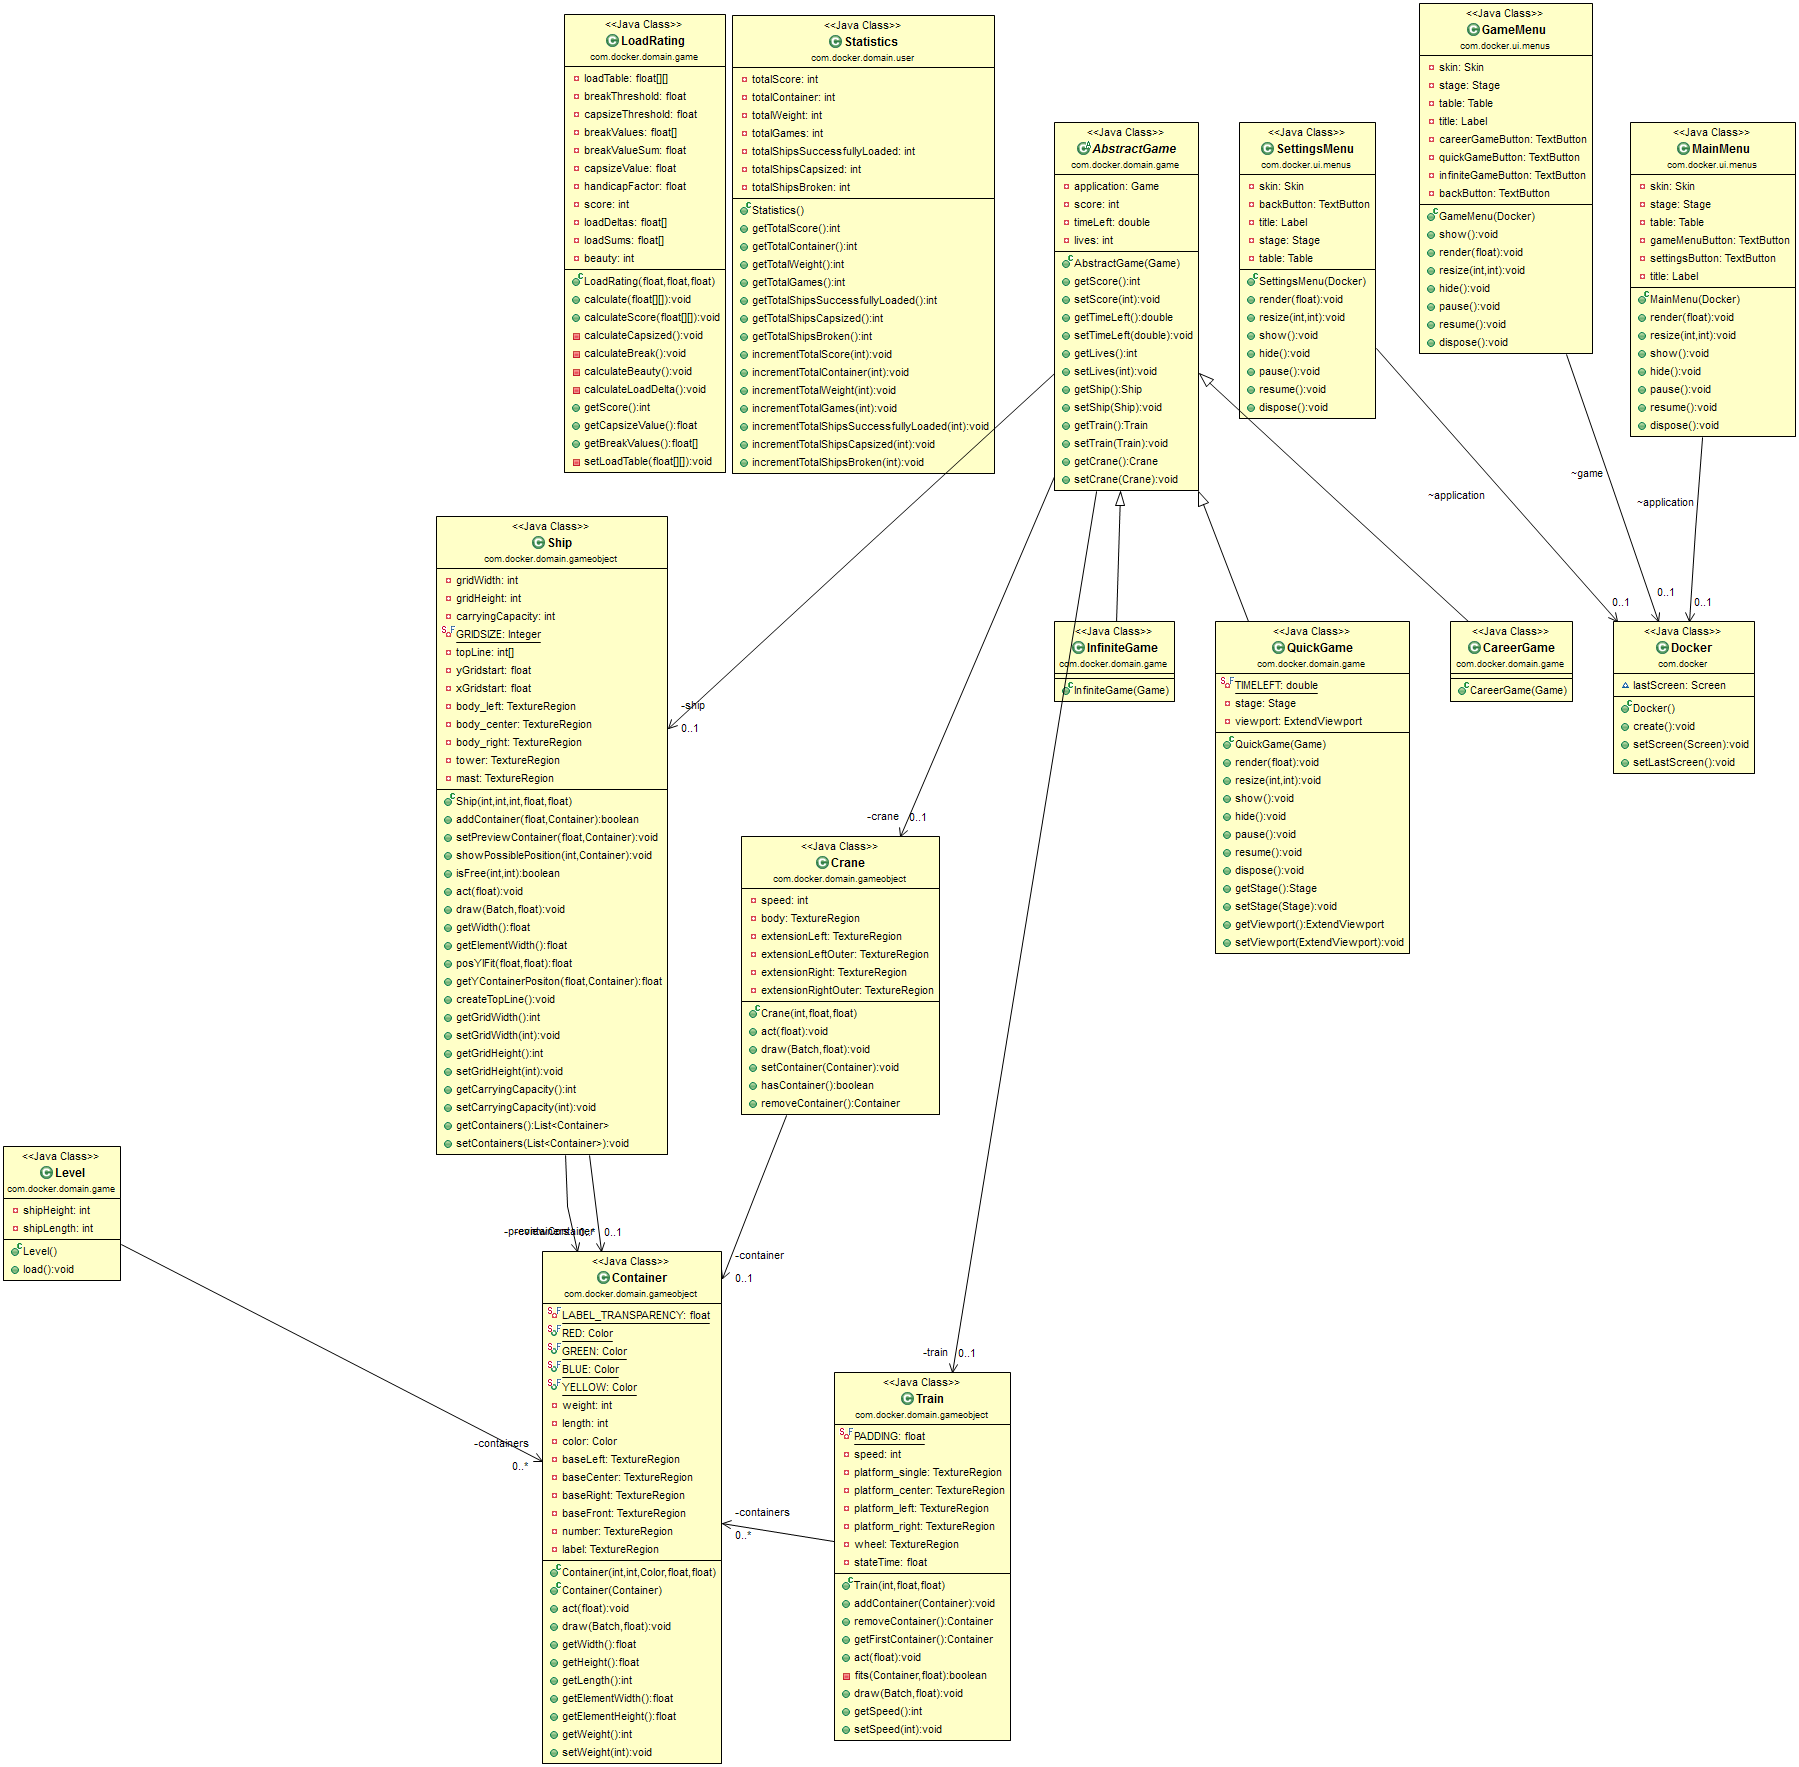 <<Java Class>>
LoadRating
com.docker.domain.game
loadTable: float[][]
breakThreshold: float
capsizeThreshold: float
breakValues: float[]
breakValueSum: float
capsizeValue: float
handicapFactor: float
score: int
loadDeltas: float[]
loadSums: float[]
beauty: int
LoadRating(float,float,float)
calculate(float[][]):void
calculateScore(float[][]):void
calculateCapsized():void
calculateBreak():void
calculateBeauty():void
calculateLoadDelta():void
getScore():int
getCapsizeValue():float
getBreakValues():float[]
setLoadTable(float[][]):void
<<Java Class>>
Statistics
com.docker.domain.user
totalScore: int
totalContainer: int
totalWeight: int
totalGames: int
totalShipsSuccessfullyLoaded: int
totalShipsCapsized: int
totalShipsBroken: int
Statistics()
getTotalScore():int
getTotalContainer():int
getTotalWeight():int
getTotalGames():int
getTotalShipsSuccessfullyLoaded():int
getTotalShipsCapsized():int
getTotalShipsBroken():int
incrementTotalScore(int):void
incrementTotalContainer(int):void
incrementTotalWeight(int):void
incrementTotalGames(int):void
incrementTotalShipsSuccessfullyLoaded(int):void
incrementTotalShipsCapsized(int):void
incrementTotalShipsBroken(int):void
<<Java Class>>
AbstractGame
com.docker.domain.game
application: Game
score: int
timeLeft: double
lives: int
AbstractGame(Game)
getScore():int
setScore(int):void
getTimeLeft():double
setTimeLeft(double):void
getLives():int
setLives(int):void
getShip():Ship
setShip(Ship):void
getTrain():Train
setTrain(Train):void
getCrane():Crane
setCrane(Crane):void
<<Java Class>>
SettingsMenu
com.docker.ui.menus
skin: Skin
backButton: TextButton
title: Label
stage: Stage
table: Table
SettingsMenu(Docker)
render(float):void
resize(int,int):void
show():void
hide():void
pause():void
resume():void
dispose():void
<<Java Class>>
GameMenu
com.docker.ui.menus
skin: Skin
stage: Stage
table: Table
title: Label
careerGameButton: TextButton
quickGameButton: TextButton
infiniteGameButton: TextButton
backButton: TextButton
GameMenu(Docker)
show():void
render(float):void
resize(int,int):void
hide():void
pause():void
resume():void
dispose():void
<<Java Class>>
MainMenu
com.docker.ui.menus
skin: Skin
stage: Stage
table: Table
gameMenuButton: TextButton
settingsButton: TextButton
title: Label
MainMenu(Docker)
render(float):void
resize(int,int):void
show():void
hide():void
pause():void
resume():void
dispose():void
~application
0..1
~game
0..1
~application
0..1
<<Java Class>>
Ship
com.docker.domain.gameobject
gridWidth: int
gridHeight: int
carryingCapacity: int
GRIDSIZE: Integer
topLine: int[]
yGridstart: float
xGridstart: float
body_left: TextureRegion
body_center: TextureRegion
body_right: TextureRegion
tower: TextureRegion
mast: TextureRegion
Ship(int,int,int,float,float)
addContainer(float,Container):boolean
setPreviewContainer(float,Container):void
showPossiblePosition(int,Container):void
isFree(int,int):boolean
act(float):void
draw(Batch,float):void
getWidth():float
getElementWidth():float
posYIFit(float,float):float
getYContainerPositon(float,Container):float
createTopLine():void
getGridWidth():int
setGridWidth(int):void
getGridHeight():int
setGridHeight(int):void
getCarryingCapacity():int
setCarryingCapacity(int):void
getContainers():List<Container>
setContainers(List<Container>):void
-ship
0..1
<<Java Class>>
InfiniteGame
com.docker.domain.game
InfiniteGame(Game)
<<Java Class>>
QuickGame
com.docker.domain.game
TIMELEFT: double
stage: Stage
viewport: ExtendViewport
QuickGame(Game)
render(float):void
resize(int,int):void
show():void
hide():void
pause():void
resume():void
dispose():void
getStage():Stage
setStage(Stage):void
getViewport():ExtendViewport
setViewport(ExtendViewport):void
<<Java Class>>
CareerGame
com.docker.domain.game
CareerGame(Game)
<<Java Class>>
Docker
com.docker
lastScreen: Screen
Docker()
create():void
setScreen(Screen):void
setLastScreen():void
-crane
0..1
<<Java Class>>
Crane
com.docker.domain.gameobject
speed: int
body: TextureRegion
extensionLeft: TextureRegion
extensionLeftOuter: TextureRegion
extensionRight: TextureRegion
extensionRightOuter: TextureRegion
Crane(int,float,float)
act(float):void
draw(Batch,float):void
setContainer(Container):void
hasContainer():boolean
removeContainer():Container
<<Java Class>>
Level
com.docker.domain.game
shipHeight: int
shipLength: int
Level()
load():void
-previewContainer
-containers
0..*
0..1
-container
0..1
-containers
0..*
<<Java Class>>
Container
com.docker.domain.gameobject
LABEL_TRANSPARENCY: float
RED: Color
GREEN: Color
BLUE: Color
YELLOW: Color
weight: int
length: int
color: Color
baseLeft: TextureRegion
baseCenter: TextureRegion
baseRight: TextureRegion
baseFront: TextureRegion
number: TextureRegion
label: TextureRegion
Container(int,int,Color,float,float)
Container(Container)
act(float):void
draw(Batch,float):void
getWidth():float
getHeight():float
getLength():int
getElementWidth():float
getElementHeight():float
getWeight():int
setWeight(int):void
-train
0..1
-containers
0..*
<<Java Class>>
Train
com.docker.domain.gameobject
PADDING: float
speed: int
platform_single: TextureRegion
platform_center: TextureRegion
platform_left: TextureRegion
platform_right: TextureRegion
wheel: TextureRegion
stateTime: float
Train(int,float,float)
addContainer(Container):void
removeContainer():Container
getFirstContainer():Container
act(float):void
fits(Container,float):boolean
draw(Batch,float):void
getSpeed():int
setSpeed(int):void